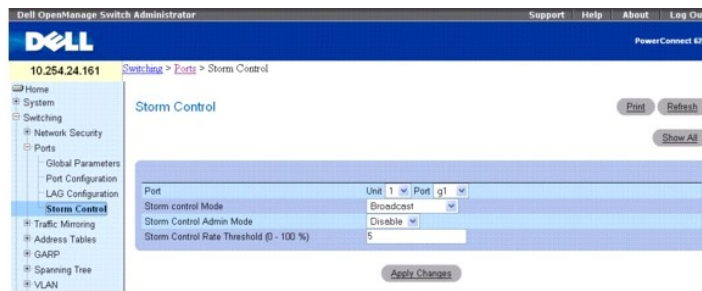 Dell OpenManage Switch Administrator Support Help About Log Ou
DELL
PowerConnect 62
10.254.24.161
Switching > Ports > Storm Control
Home
System
Switching
Network Security
Ports
Global Parameters
Port Configuration
LAG Configuration
Storm Control
Traffic Mirroring
Address Tables
GARP
Spanning Tree
VLAN
Storm Control
Print Refresh
Show All
Port Unit 1 Port g1
Storm control Mode Broadcast
Storm Control Admin Mode Disable
Storm Control Rate Threshold (0 - 100 %) 5
Apply Changes